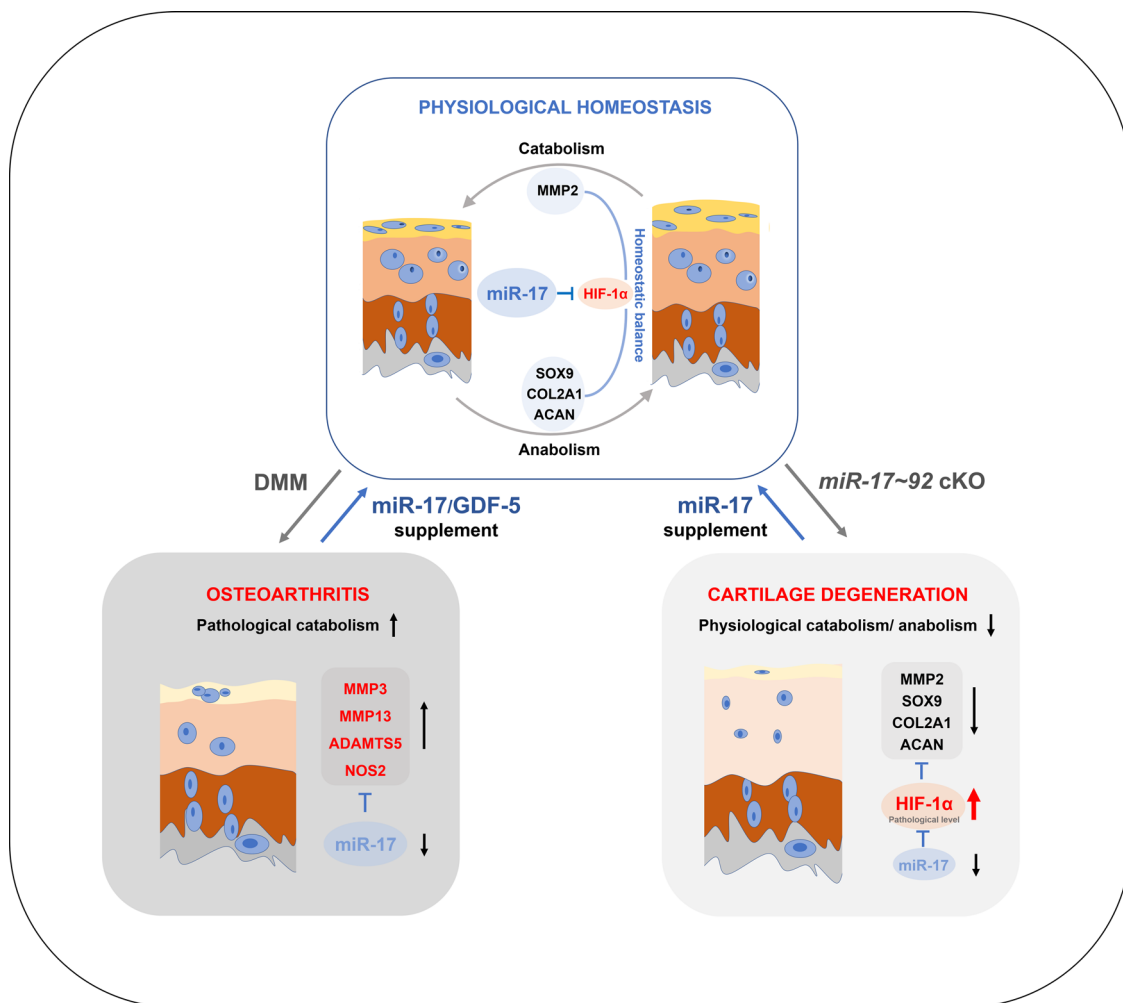 PHYSIOLOGICAL HOMEOSTASIS
Catabolism
MMP2
miR-17
HIF-1α
Homeostatic balance
SOX9
COL2A1
ACAN
Anabolism
DMM
miR-17/GDF-5
supplement
miR-17
supplement
miR-17~92 cKO
OSTEOARTHRITIS
Pathological catabolism
MMP3
MMP13
ADAMTS5
NOS2
miR-17
CARTILAGE DEGENERATION
Physiological catabolism/ anabolism
MMP2
SOX9
COL2A1
ACAN
HIF-1α
Pathological level
miR-17